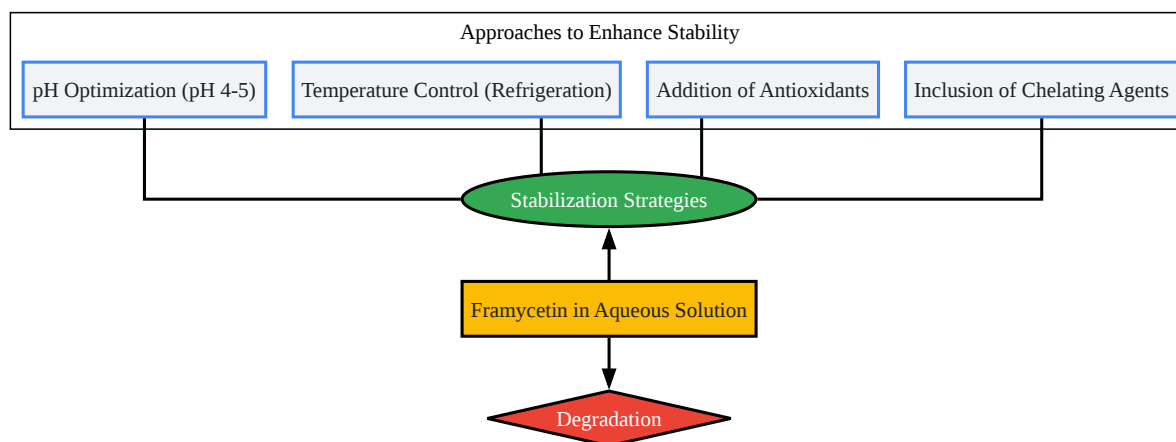 Approaches to Enhance Stability
pH Optimization (pH 4-5)
Temperature Control (Refrigeration)
Addition of Antioxidants
Inclusion of Chelating Agents
Stabilization Strategies
Framycetin in Aqueous Solution
Degradation